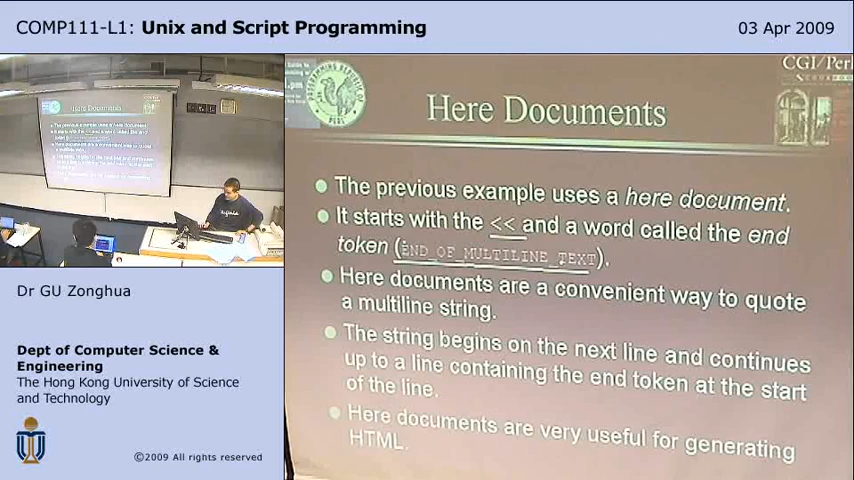 COMP111-L1: Unix and Script Programming
03 Apr 2009
CGI/Perl
Here Documents
The previous example uses a here document.
It starts with the << and a word called the end
token (END_OF_MULTILINE_TEXT).
Here documents are a convenient way to quote
a multiline string.
The string begins on the next line and continues
up to a line containing the end token at the start
of the line.
Here documents are very useful for generating
HTML.
Dr GU Zonghua
Dept of Computer Science &
Engineering
The Hong Kong University of Science
and Technology
©2009 All rights reserved